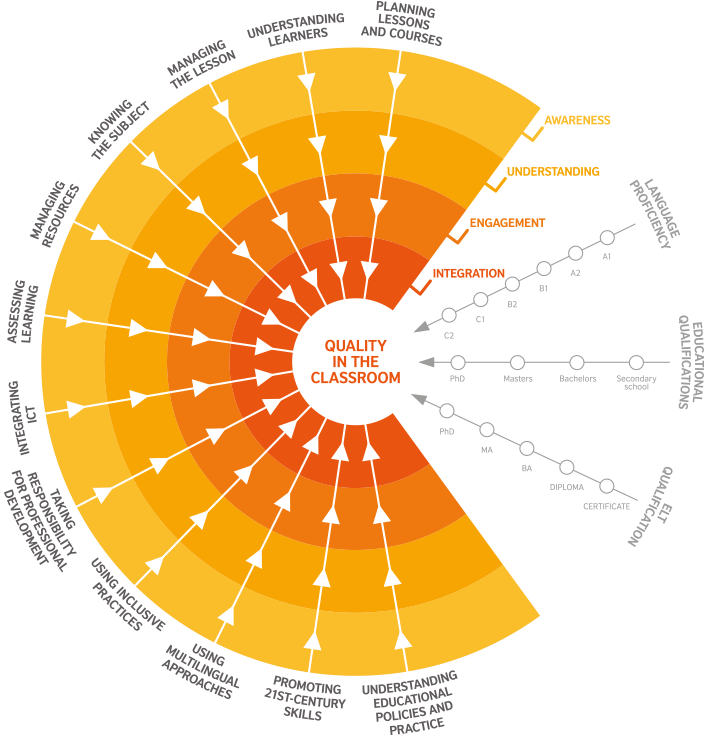 PLANNING
LESSONS
AND COURSES
UNDERSTANDING
LEARNERS
MANAGING
THE LESSON
KNOWING
THE SUBJECT
MANAGING
RESOURCES
ASSESSING
LEARNING
INTEGRATING
ICT
TAKING
RESPONSIBILITY
FOR PROFESSIONAL
DEVELOPMENT
USING INCLUSIVE
PRACTICES
USING
MULTILINGUAL
APPROACHES
PROMOTING
21ST-CENTURY
SKILLS
UNDERSTANDING
EDUCATIONAL
POLICIES AND
PRACTICE
AWARENESS
UNDERSTANDING
ENGAGEMENT
INTEGRATION
QUALITY
IN THE
CLASSROOM
LANGUAGE
PROFICIENCY
A1
A2
B1
B2
C1
C2
EDUCATIONAL
QUALIFICATIONS
PhD
Masters
Bachelors
Secondary
school
ELT
QUALIFICATION
PhD
MA
BA
DIPLOMA
CERTIFICATE